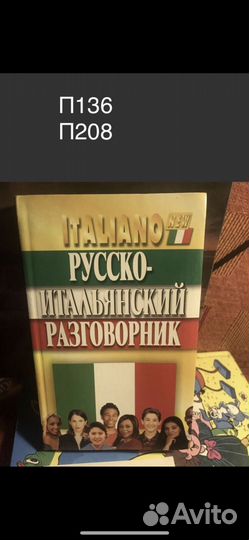 П136
П208
ITALIANO
NEW
РУССКО-
ИТАЛЬЯНСКИЙ
РАЗГОВОРНИК
Avito